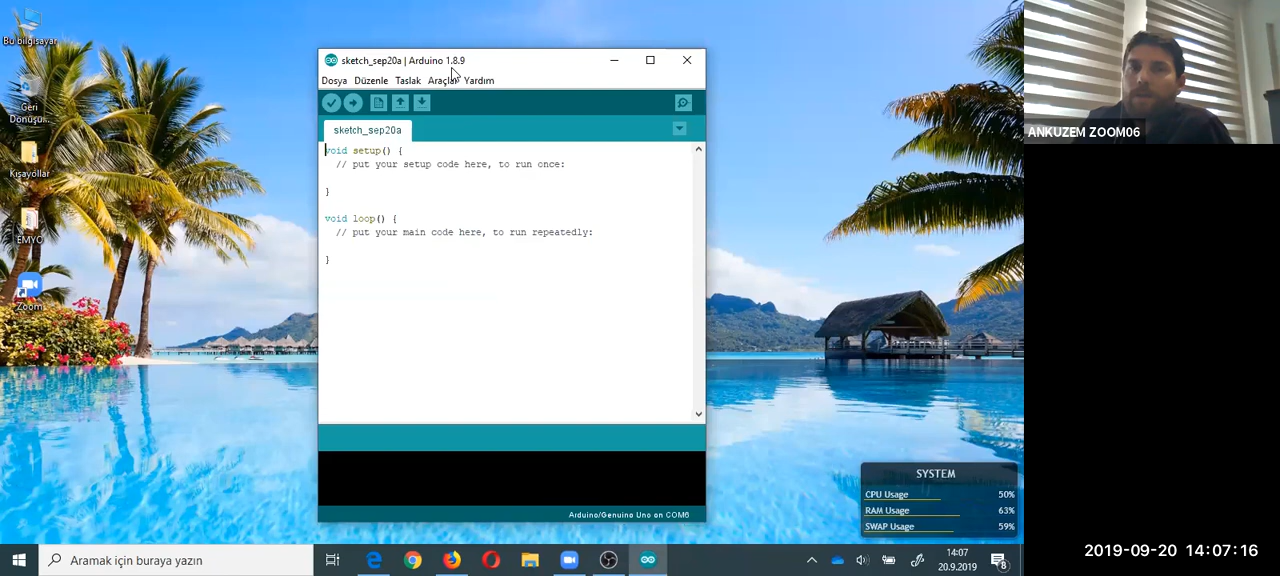 Bu bilgisayar
Geri
Dönüşü...
Kısayollar
EMYO
Zoom
sketch_sep20a | Arduino 1.8.9
Dosya Düzenle Taslak Araçlar Yardım
sketch_sep20a
void setup() {
// put your setup code here, to run once:
}
void loop() {
// put your main code here, to run repeatedly:
}
Arduino/Genuino Uno on COM6
SYSTEM
CPU Usage 50%
RAM Usage 63%
SWAP Usage 59%
Aramak için buraya yazın
14:07
20.9.2019
8
ANKUZEM ZOOM06
2019-09-20 14:07:16